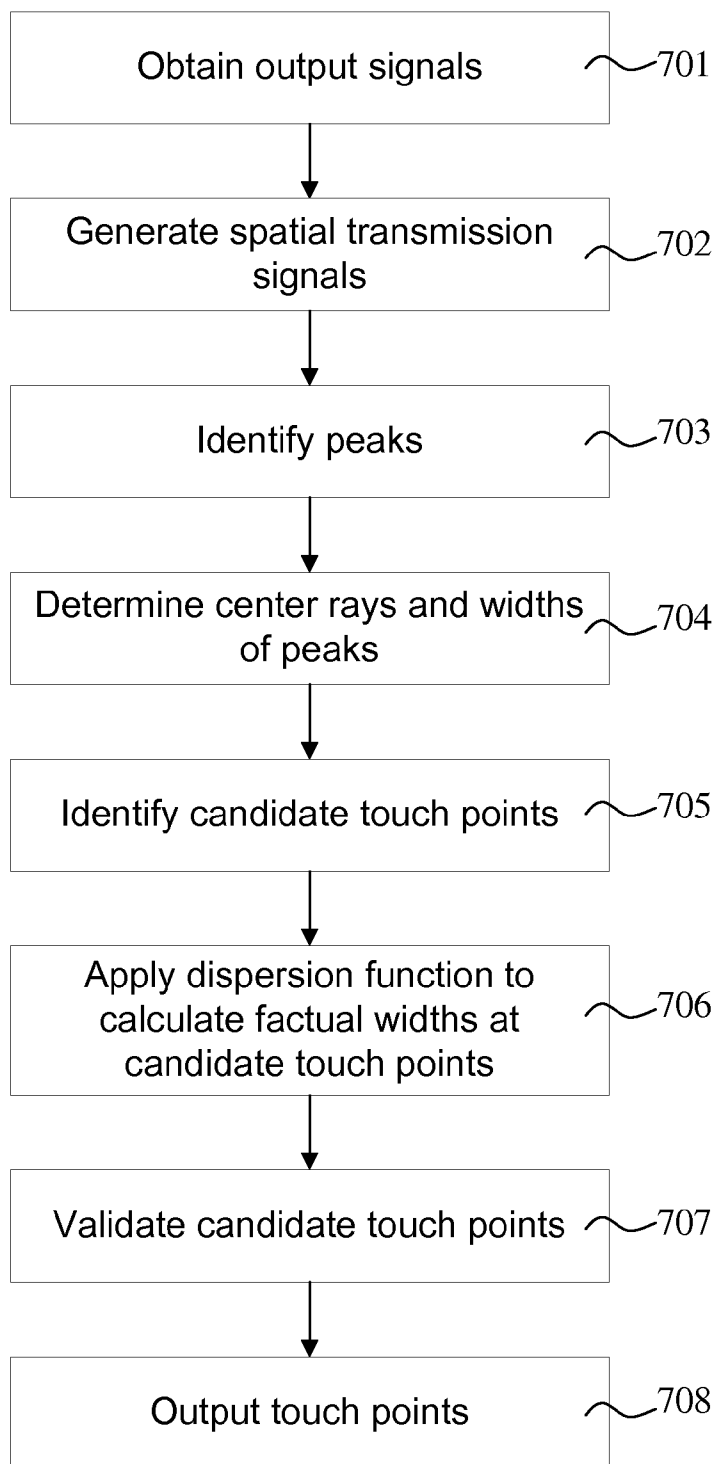 Obtain output signals
701
Generate spatial transmission
signals
702
Identify peaks
703
Determine center rays and widths
of peaks
704
Identify candidate touch points
705
Apply dispersion function to
calculate factual widths at
candidate touch points
706
Validate candidate touch points
707
Output touch points
708